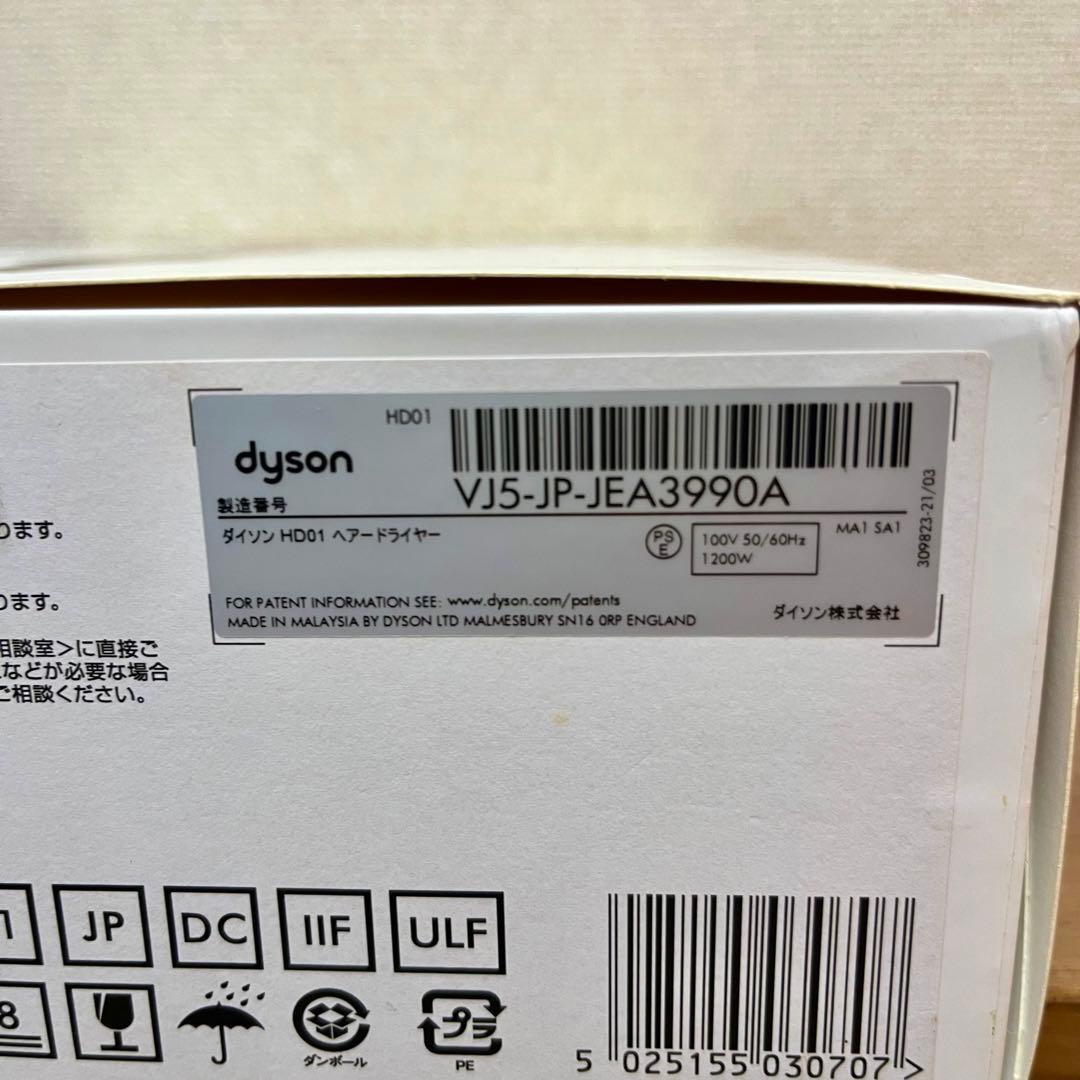 HD01
dyson
製造番号
VJ5-JP-JEA3990A
ダイソン HD01 ヘアードライヤー
PS
E
100V 50/60Hz
1200W
MA1 SA1
309823-21/03
FOR PATENT INFORMATION SEE: www.dyson.com/patents
MADE IN MALAYSIA BY DYSON LTD MALMESBURY SN16 0RP ENGLAND
ダイソン株式会社
ります。
ります。
相談室>に直接ご
などが必要な場合
ご相談ください。
1
JP
DC
IIF
ULF
8
ダンボール
プラ
PE
5 025155 030707 >